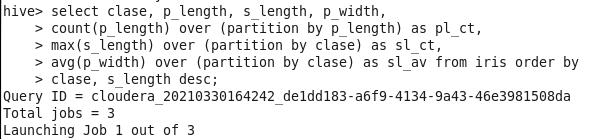 hive> select clase, p_length, s_length, p_width,
> count(p_length) over (partition by p_length) as pl_ct,
> max(s_length) over (partition by clase) as sl_ct,
> avg(p_width) over (partition by clase) as sl_av from iris order by
> clase, s_length desc;
Query ID = cloudera_20210330164242_de1dd183-a6f9-4134-9a43-46e3981508da
Total jobs = 3
Launching Job 1 out of 3